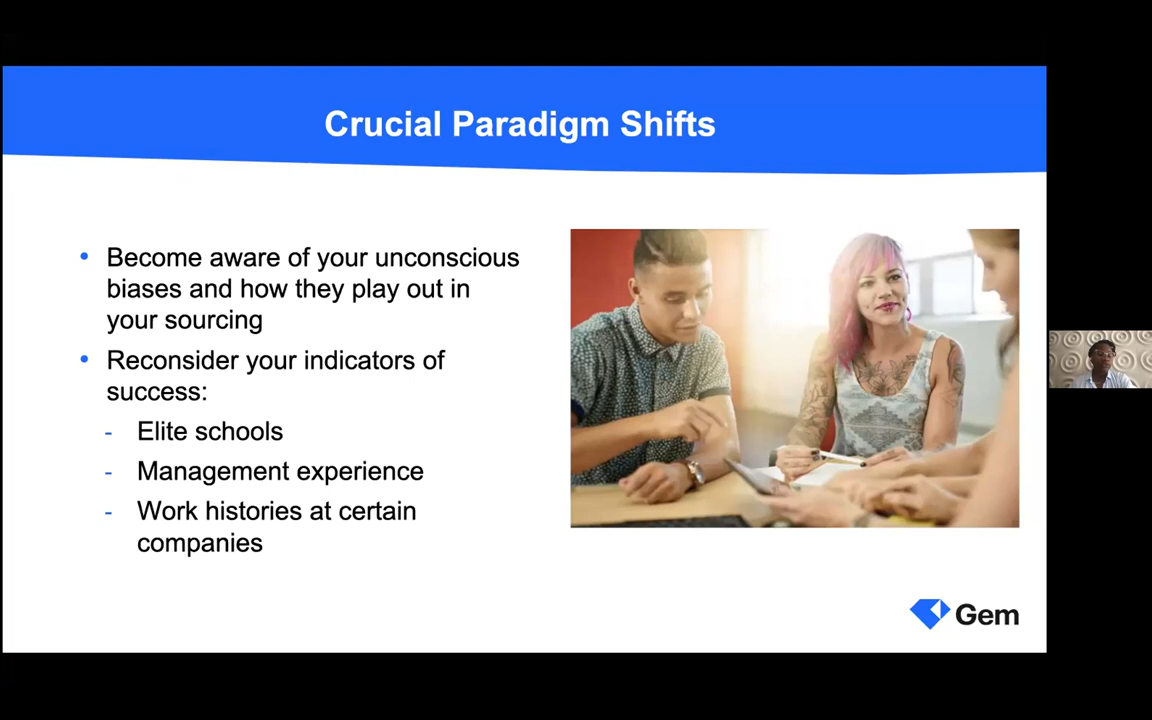 Crucial Paradigm Shifts
• Become aware of your unconscious
biases and how they play out in
your sourcing
• Reconsider your indicators of
success:
- Elite schools
- Management experience
- Work histories at certain
companies
Gem